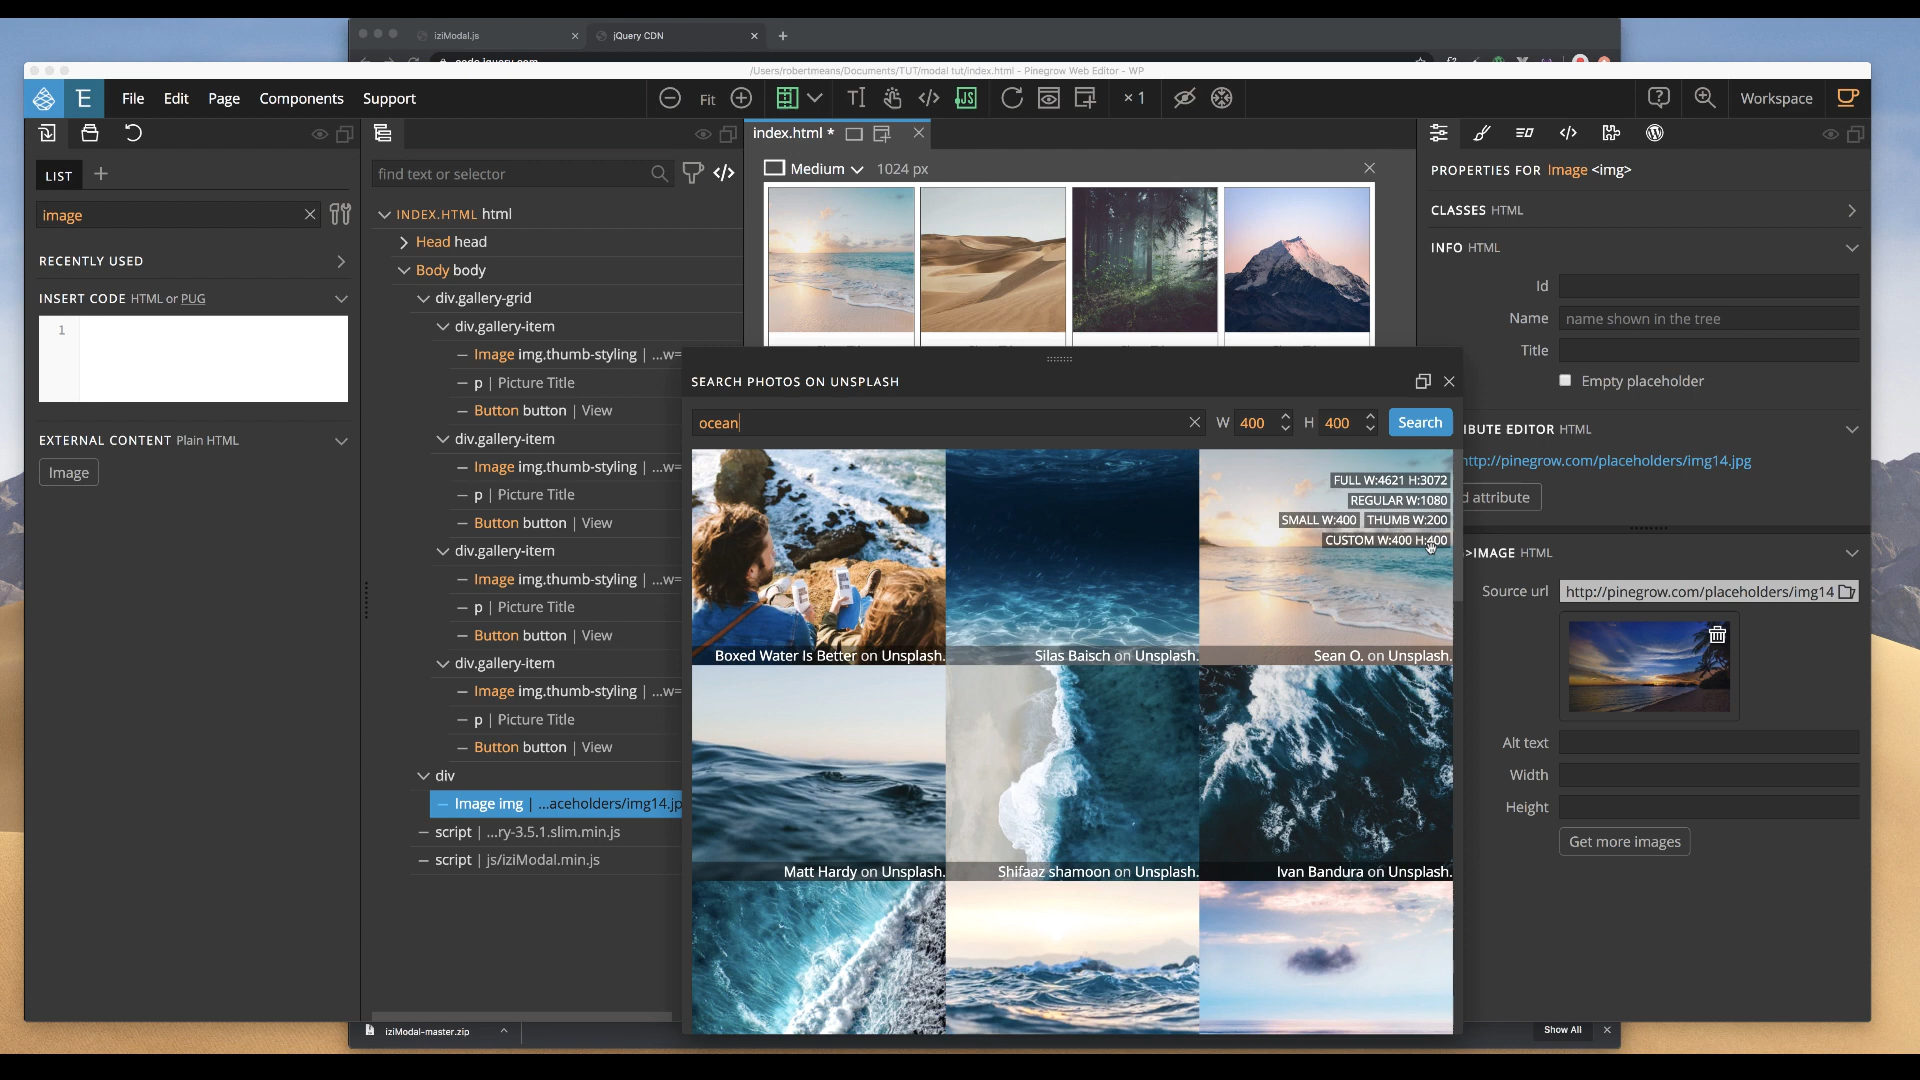 iziModal.js
jQuery CDN
code.jquery.com
/Users/robertmeans/Documents/TUT/modal tut/index.html - Pinegrow Web Editor - WP
E File Edit Page Components Support
Fit
JS
× 1
Workspace
index.html *
LIST
Medium 1024 px
find text or selector
image
PROPERTIES FOR Image <img>
CLASSES HTML
INFO HTML
Id
Name name shown in the tree
Title
Empty placeholder
RECENTLY USED
INSERT CODE HTML or PUG
1
EXTERNAL CONTENT Plain HTML
Image
INDEX.HTML html
Head head
Body body
div.gallery-grid
div.gallery-item
Image img.thumb-styling | ...w=
p | Picture Title
Button button | View
div.gallery-item
Image img.thumb-styling | ...w=
p | Picture Title
Button button | View
div.gallery-item
Image img.thumb-styling | ...w=
p | Picture Title
Button button | View
div.gallery-item
Image img.thumb-styling | ...w=
p | Picture Title
Button button | View
div
Image img | ...aceholders/img14.jp
script | ...ry-3.5.1.slim.min.js
script | js/iziModal.min.js
SEARCH PHOTOS ON UNSPLASH
ocean
W 400 H 400 Search
FULL W:4621 H:3072
REGULAR W:1080
SMALL W:400 THUMB W:200
CUSTOM W:400 H:400
Boxed Water Is Better on Unsplash.
Silas Baisch on Unsplash.
Sean O. on Unsplash.
Matt Hardy on Unsplash.
Shifaaz shamoon on Unsplash.
Ivan Bandura on Unsplash.
IBUTE EDITOR HTML
http://pinegrow.com/placeholders/img14.jpg
d attribute
>IMAGE HTML
Source url http://pinegrow.com/placeholders/img14
Alt text
Width
Height
Get more images
iziModal-master.zip
Show All